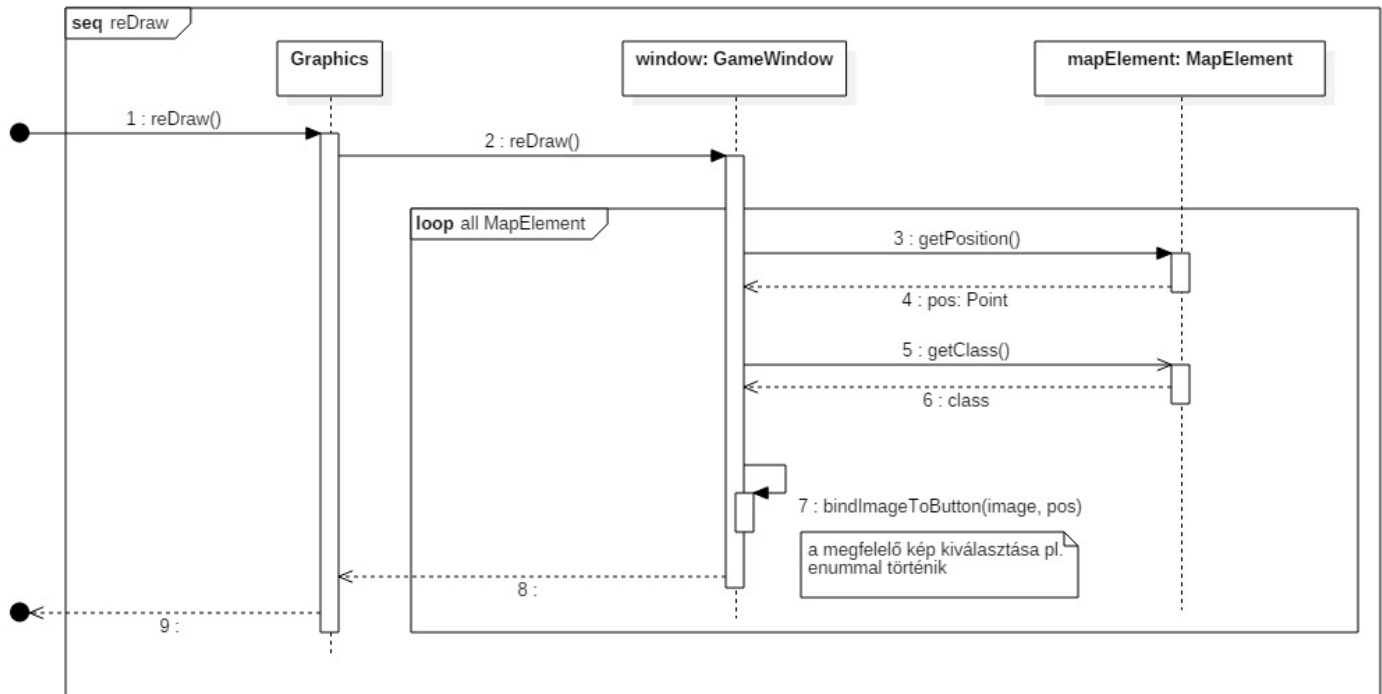 seq reDraw
Graphics
window: GameWindow
mapElement: MapElement
1 : reDraw()
2 : reDraw()
loop all MapElement
3 : getPosition()
4 : pos: Point
5 : getClass()
6 : class
7 : bindImageToButton(image, pos)
a megfelelő kép kiválasztása pl.
enummal történik
8 :
9 :